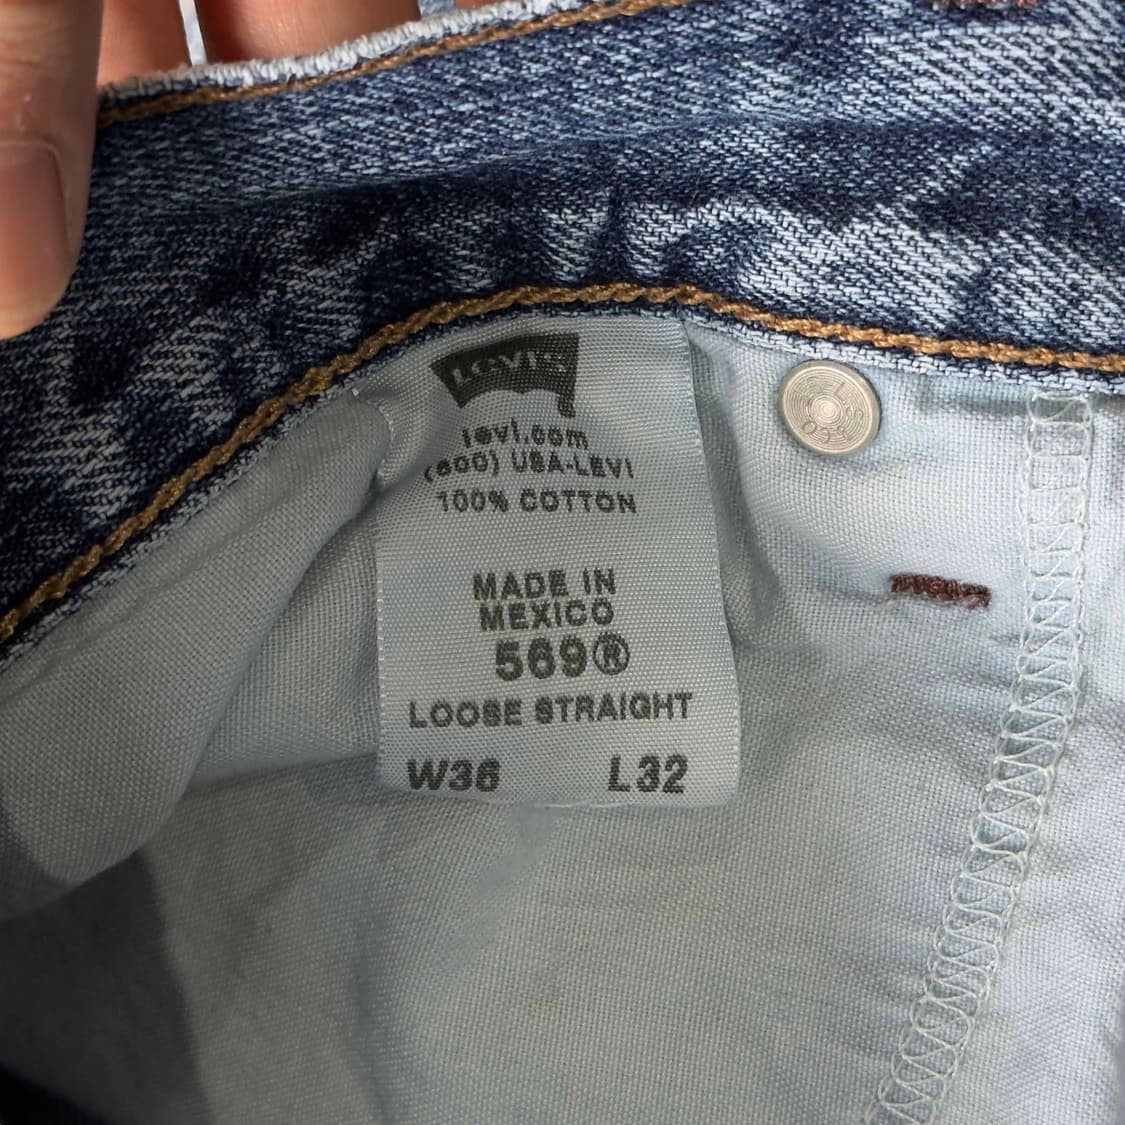 Levi's
levi.com
(800) USA-LEVI
100% COTTON
MADE IN
MEXICO
569®
LOOSE STRAIGHT
W36 L32